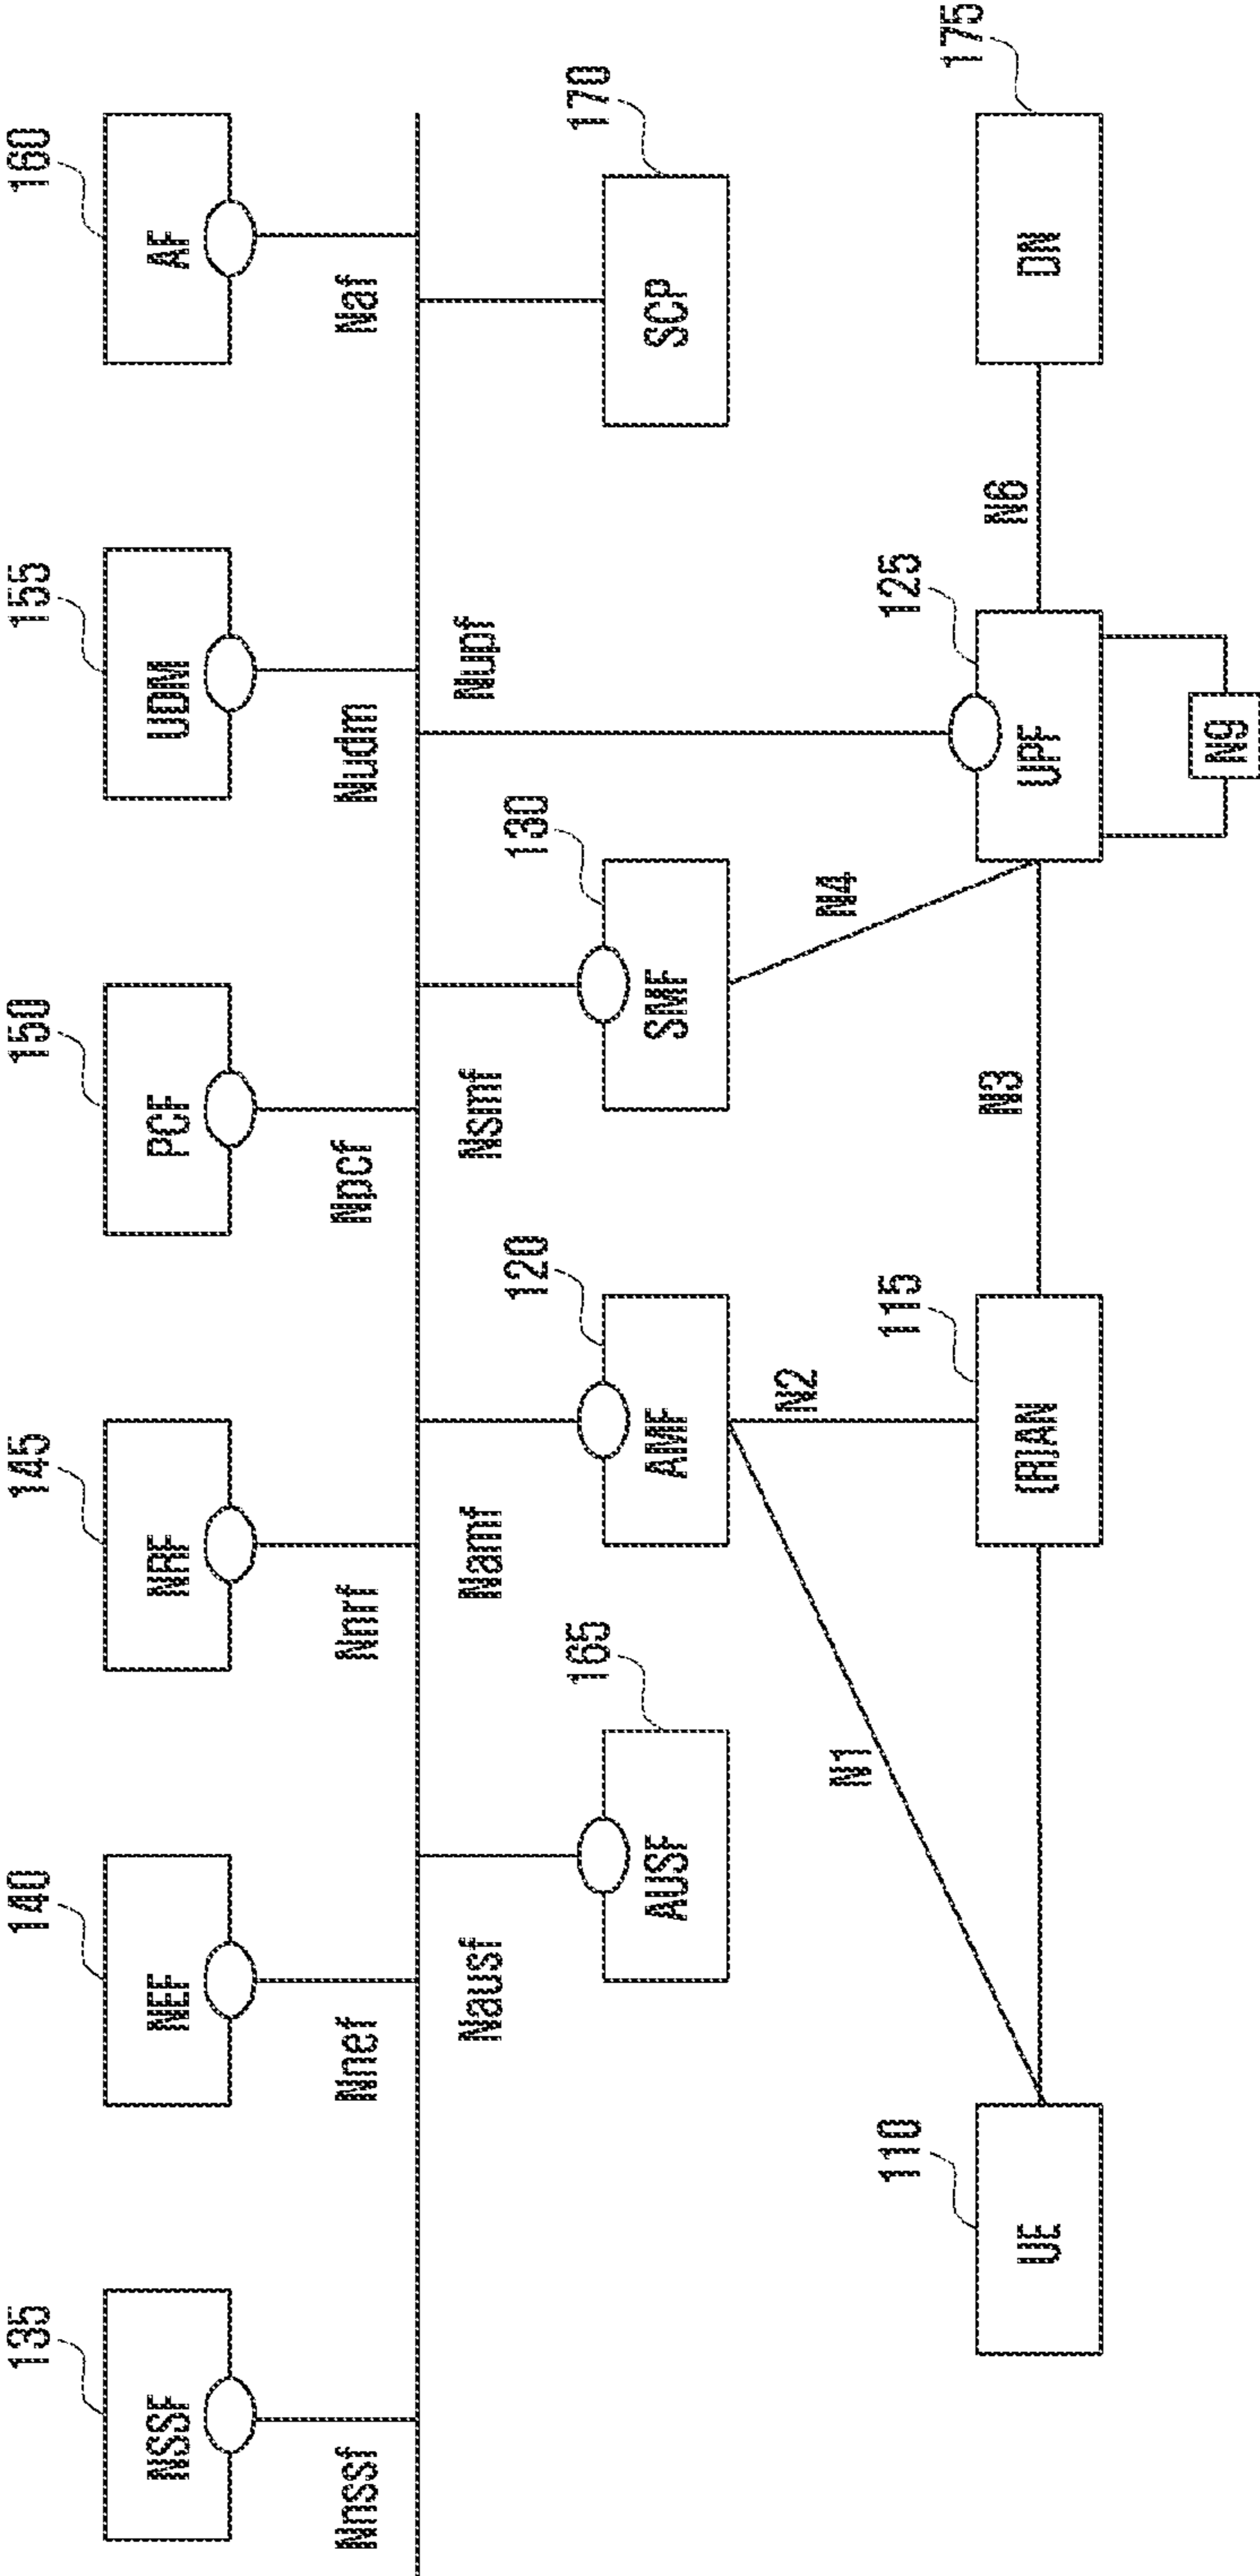 135 140 145 150 155 160
NSSF NEF NRF PCF UDM AF
Nnssf Nnef Nnrf Npcf Nudm Naf
Nausf Namf Nsmf Nupf
165 120 130 170
AUSF AMF SMF SCP
N1 N2 N4
110 115 125 175
UE (R)AN N3 UPF N6 DN
N9